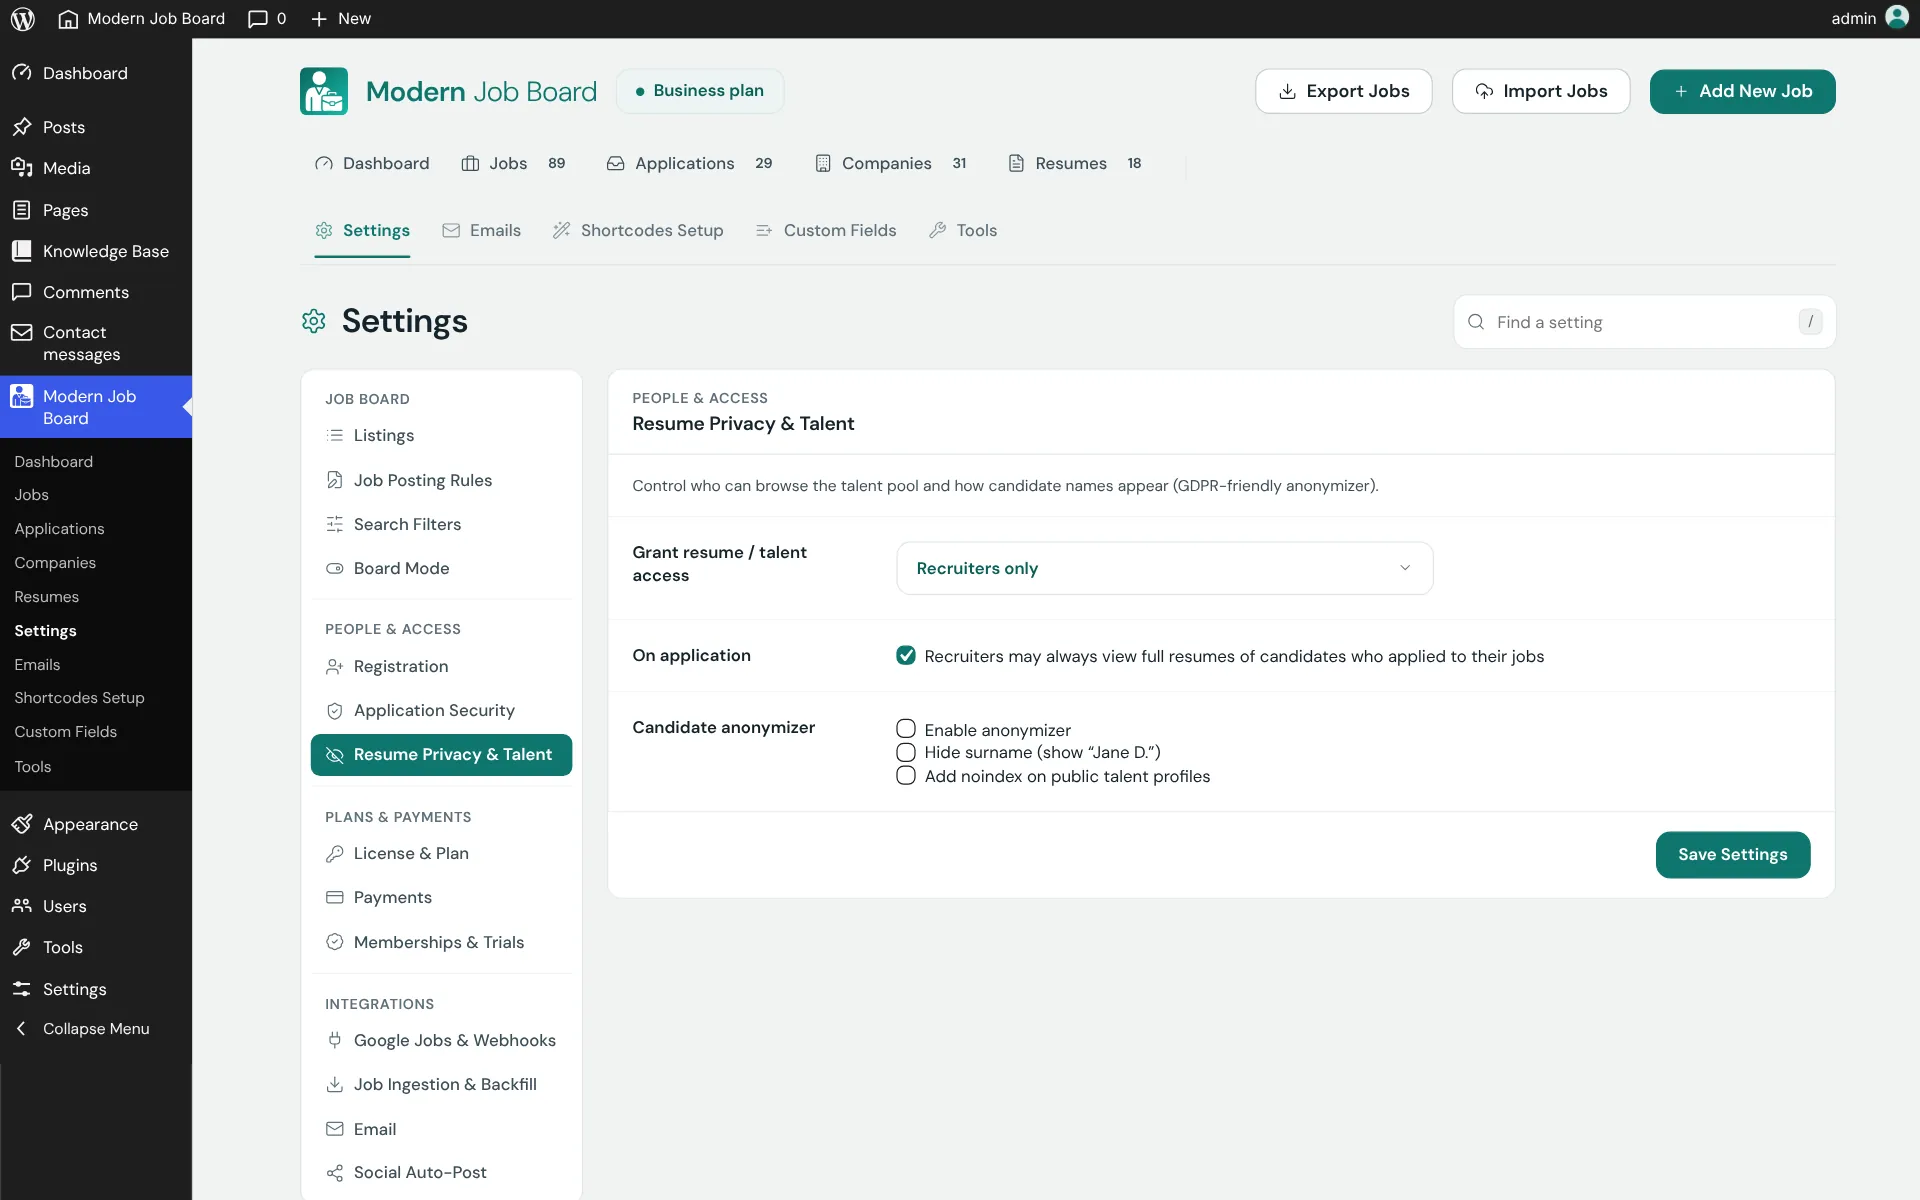 Modern Job Board
0
New
admin
Dashboard
Posts
Media
Pages
Knowledge Base
Comments
Contact
messages
Modern Job
Board
Dashboard
Jobs
Applications
Companies
Resumes
Settings
Emails
Shortcodes Setup
Custom Fields
Tools
Appearance
Plugins
Users
Tools
Settings
Collapse Menu
Modern Job Board
Business plan
Export Jobs
Import Jobs
Add New Job
Dashboard
Jobs 89
Applications 29
Companies 31
Resumes 18
Settings
Emails
Shortcodes Setup
Custom Fields
Tools
Settings
Find a setting
/
JOB BOARD
Listings
Job Posting Rules
Search Filters
Board Mode
PEOPLE & ACCESS
Registration
Application Security
Resume Privacy & Talent
PLANS & PAYMENTS
License & Plan
Payments
Memberships & Trials
INTEGRATIONS
Google Jobs & Webhooks
Job Ingestion & Backfill
Email
Social Auto-Post
PEOPLE & ACCESS
Resume Privacy & Talent
Control who can browse the talent pool and how candidate names appear (GDPR-friendly anonymizer).
Grant resume / talent
access
Recruiters only
On application
Recruiters may always view full resumes of candidates who applied to their jobs
Candidate anonymizer
Enable anonymizer
Hide surname (show “Jane D.”)
Add noindex on public talent profiles
Save Settings